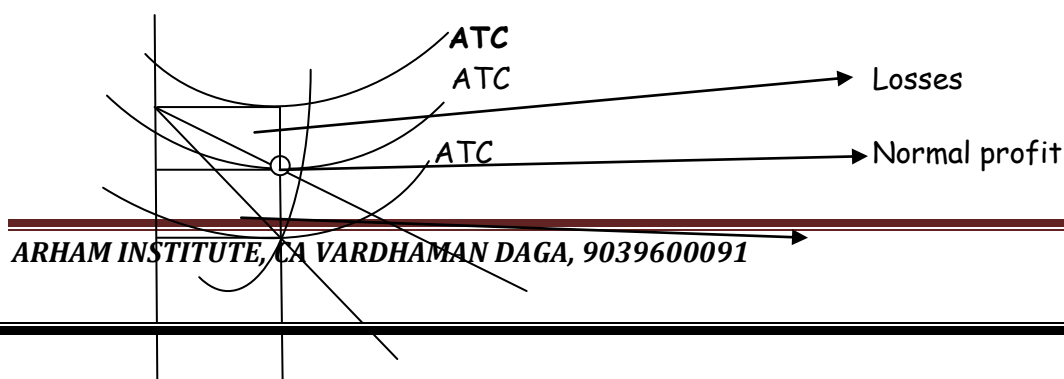 ATC
ATC
Losses
ATC
Normal profit
ARHAM INSTITUTE, CA VARDHAMAN DAGA, 9039600091